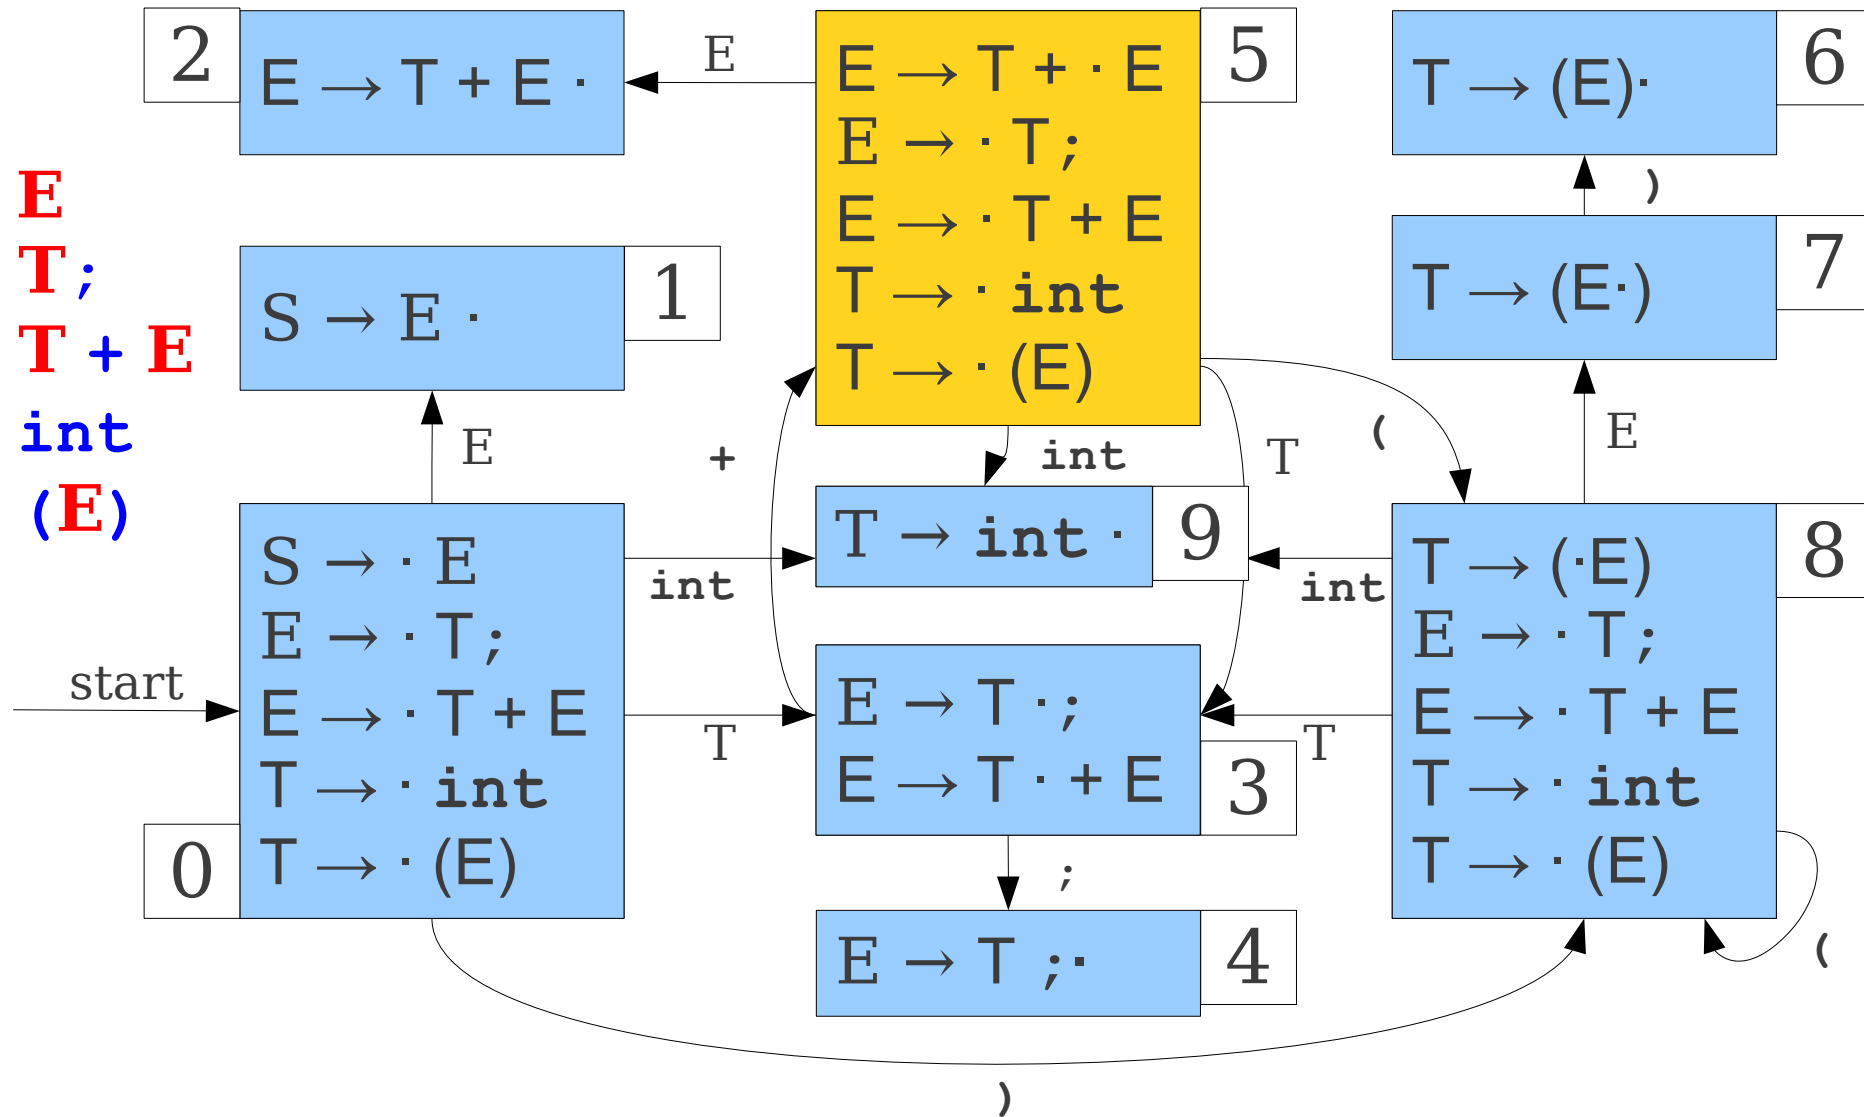 2
E → T + E ·
E
E → T + · E
E → · T ;
E → · T + E
T → · int
T → · (E)
5
T → (E)·
6
)
T → (E·)
7
E
T ;
T + E
int
(E)
S → E ·
1
E
+
int
T
(
E
T → int ·
9
int
int
start
S → · E
E → · T ;
E → · T + E
T → · int
T → · (E)
0
T
E → T · ;
E → T · + E
3
T
;
E → T ;·
4
T → (·E)
E → · T ;
E → · T + E
T → · int
T → · (E)
8
(
)